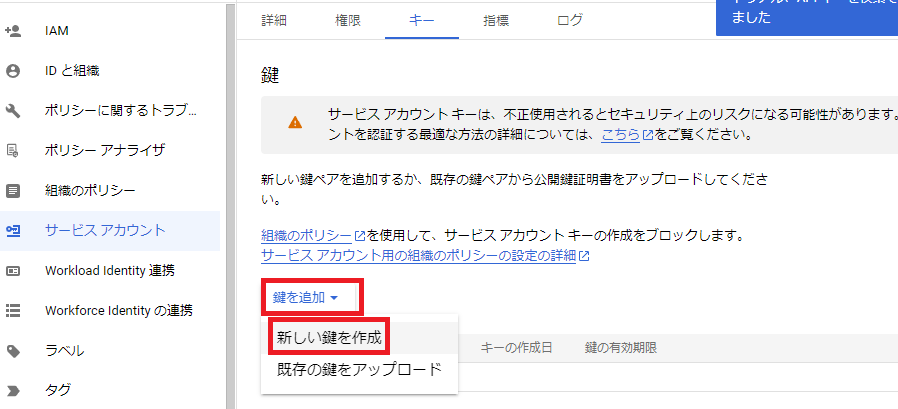 IAM
ID と組織
ポリシーに関するトラブ...
ポリシー アナライザ
組織のポリシー
サービス アカウント
Workload Identity 連携
Workforce Identity の連携
ラベル
タグ
詳細 権限 キー 指標 ログ
ました
鍵
サービス アカウント キーは、不正使用されるとセキュリティ上のリスクになる可能性があります。
ントを認証する最適な方法の詳細については、こちらをご覧ください。
新しい鍵ペアを追加するか、既存の鍵ペアから公開鍵証明書をアップロードしてくださ
い。
組織のポリシーを使用して、サービス アカウント キーの作成をブロックします。
サービス アカウント用の組織のポリシーの設定の詳細
鍵を追加
新しい鍵を作成
既存の鍵をアップロード
キーの作成日 鍵の有効期限